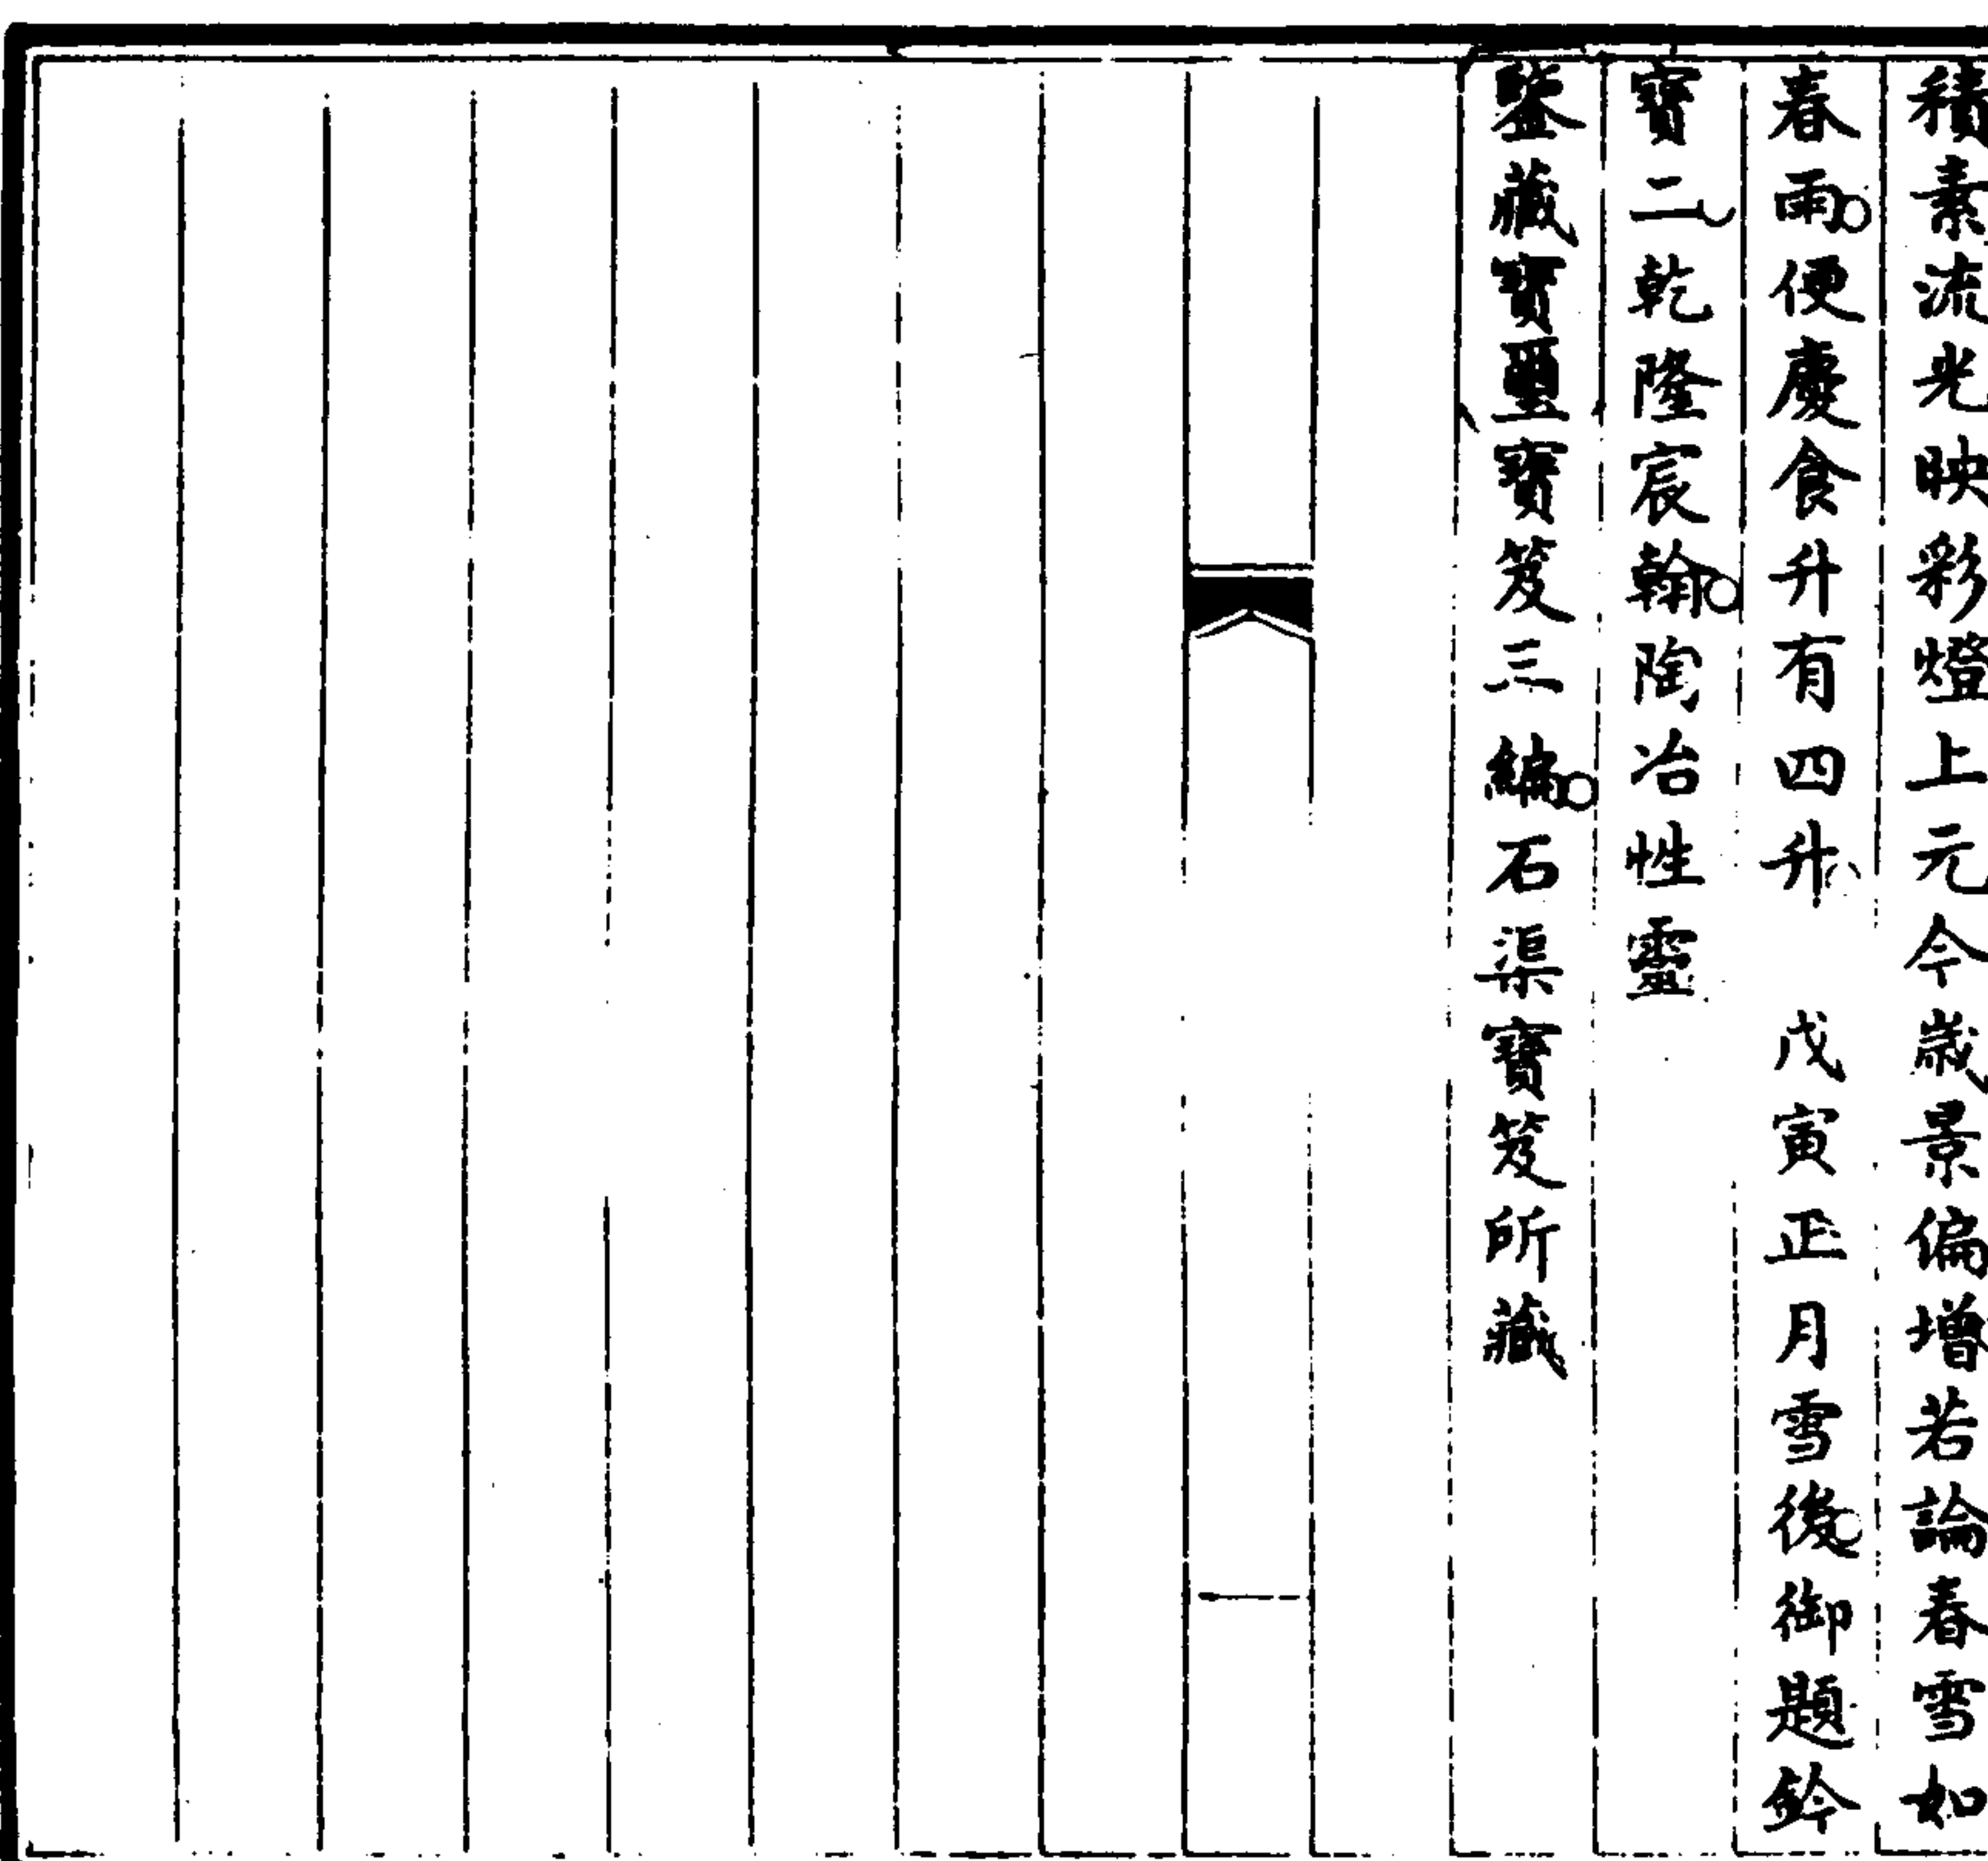 積素流光映彩燈上元今歲景偏增若論春雪如
春雨便慶食升有四升　戊寅正月雪後御題鈐
寶二乾隆宸翰陶冶性靈
鑒藏寶璽寶笈三編石渠寶笈所藏